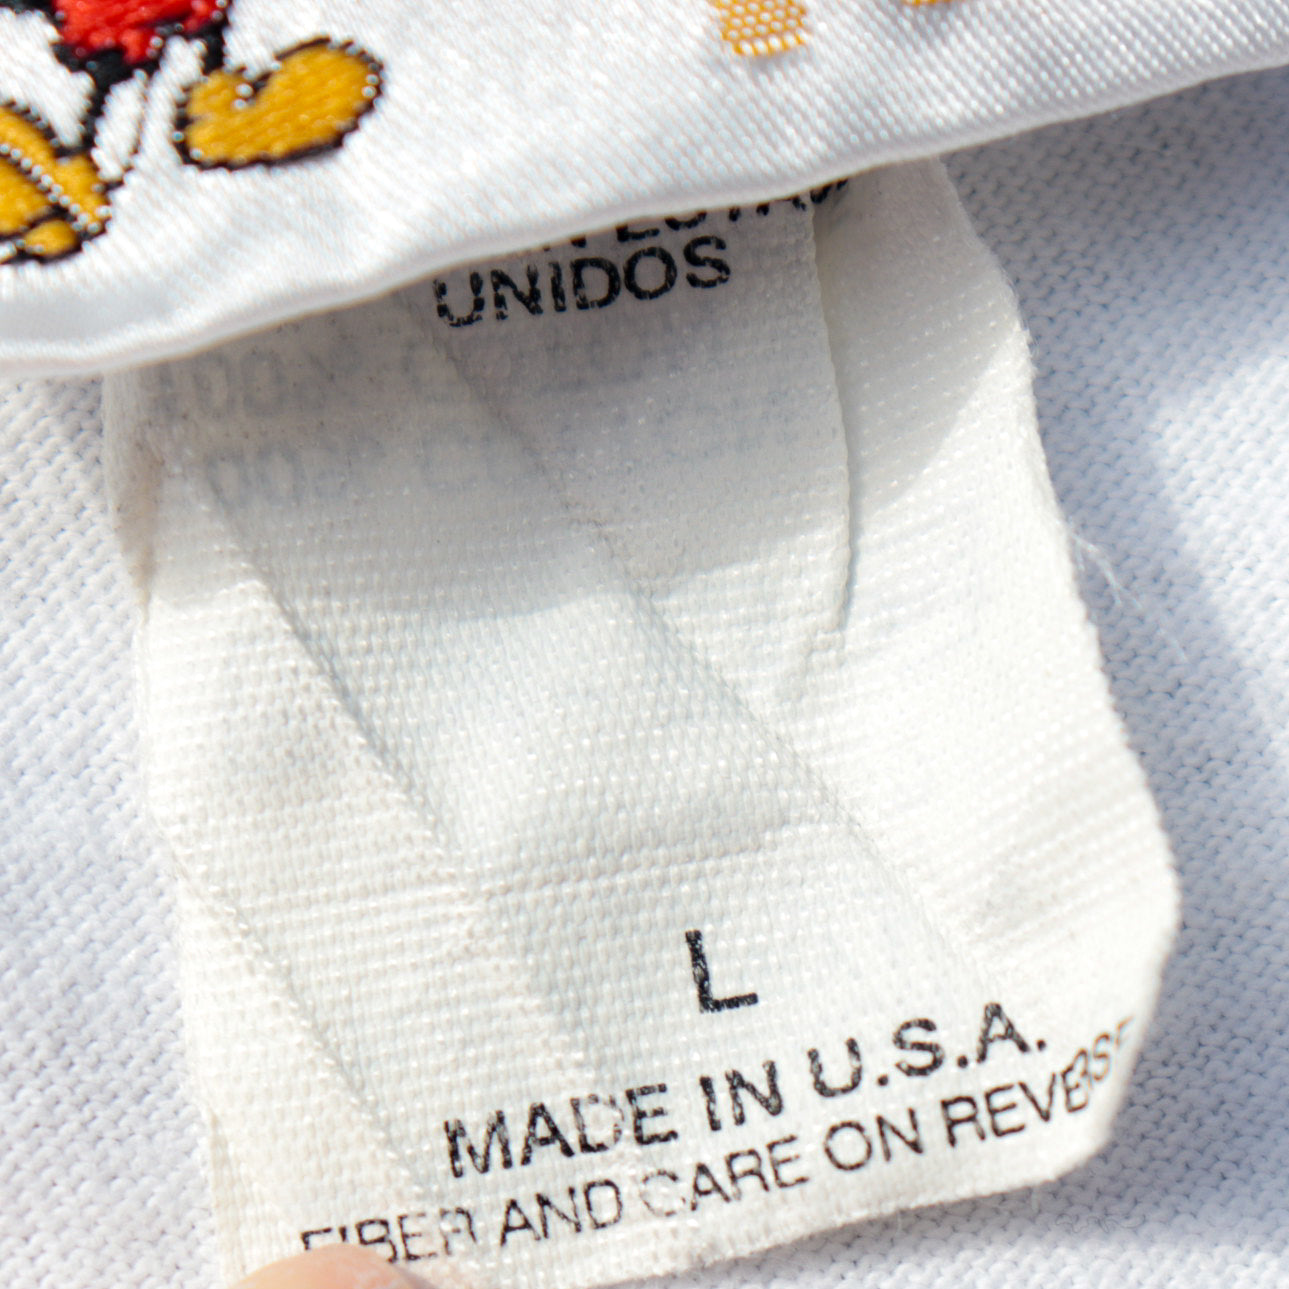 UNIDOS
L
MADE IN U.S.A.
FIBER AND CARE ON REVERSE